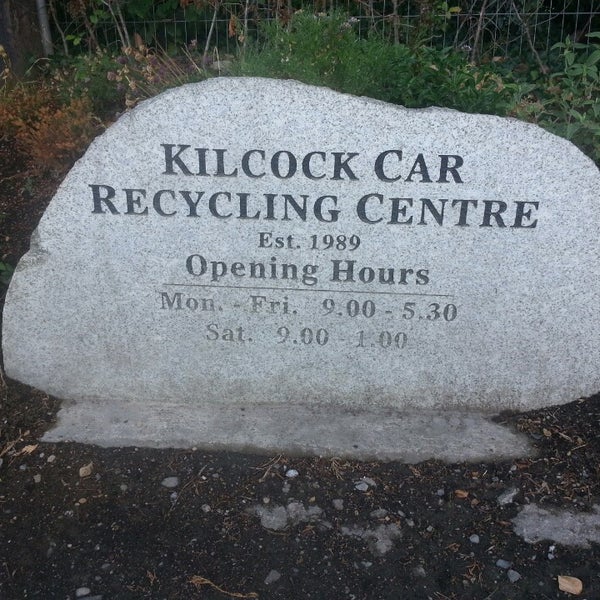 KILCOCK CAR
RECYCLING CENTRE
EST. 1989
Opening Hours
Mon. - Fri. 9.00 - 5.30
Sat. 9.00 - 1.00